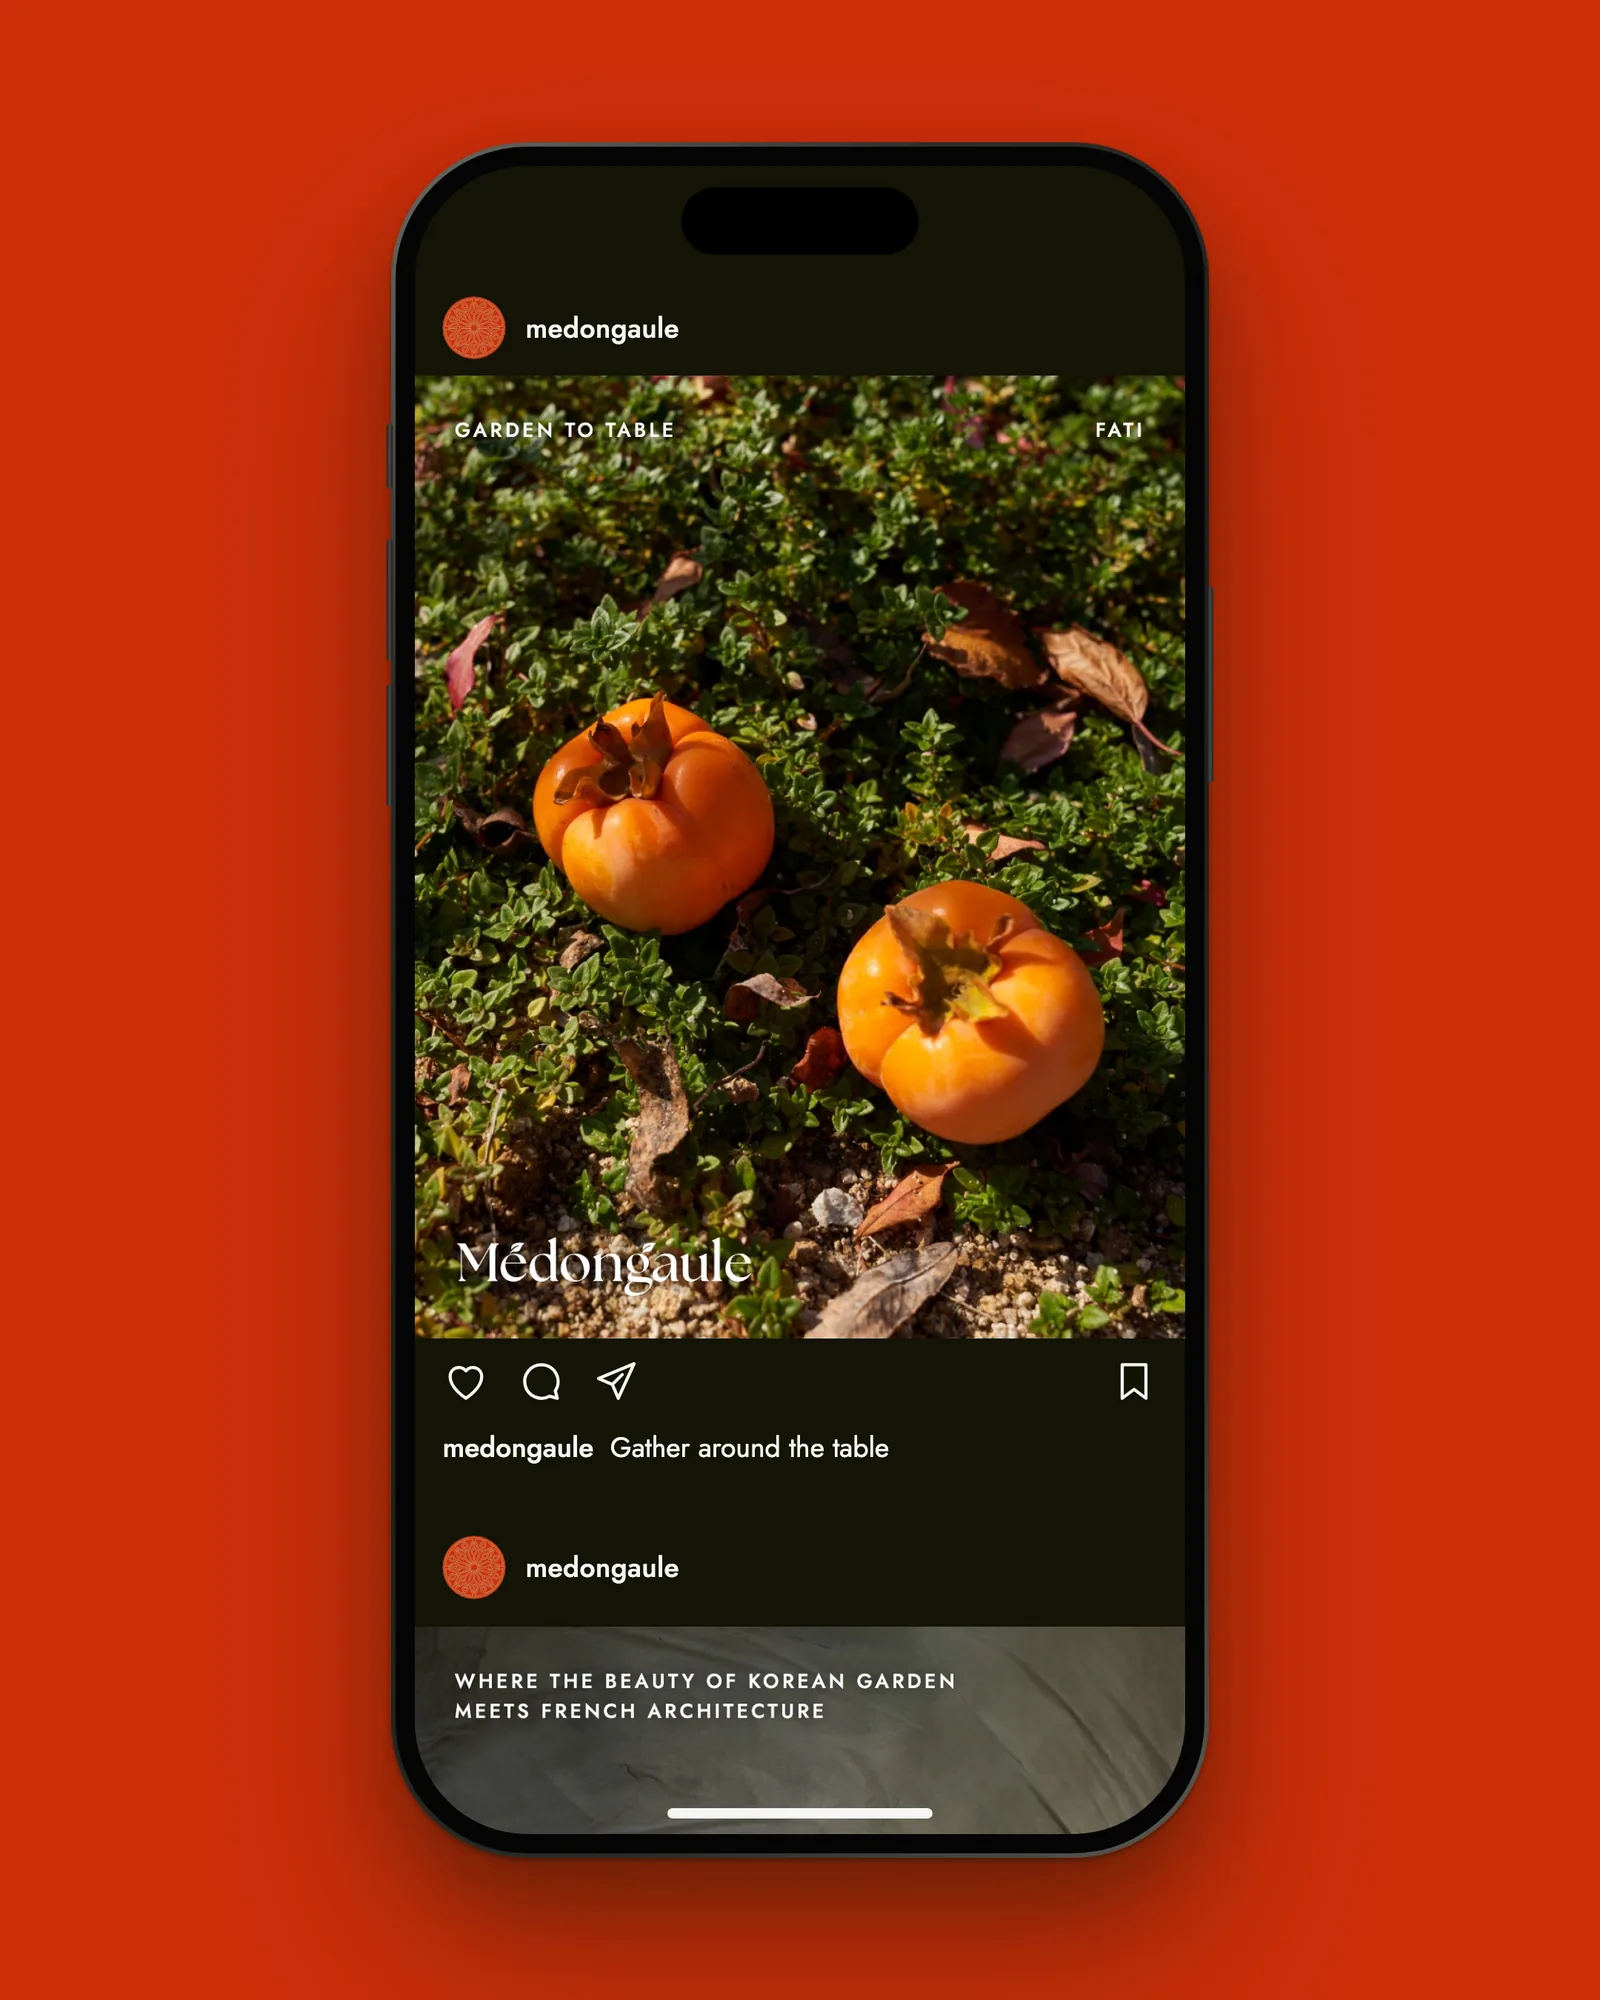 medongaule
GARDEN TO TABLE
FATI
Médongaule
medongaule Gather around the table
medongaule
WHERE THE BEAUTY OF KOREAN GARDEN
MEETS FRENCH ARCHITECTURE